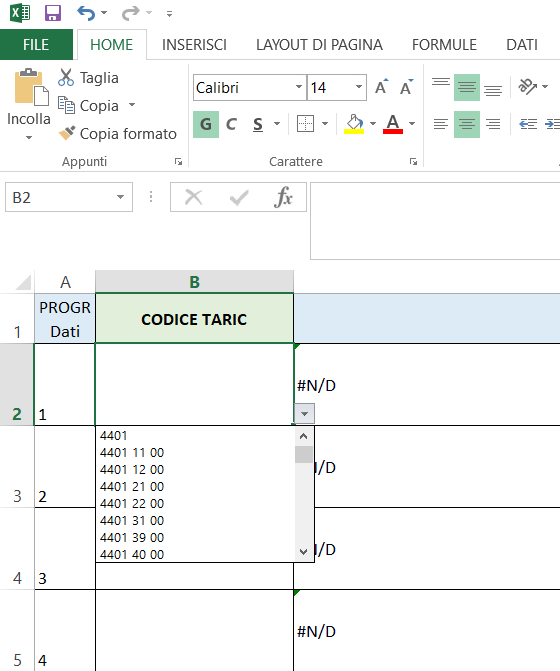 FILE HOME INSERISCI LAYOUT DI PAGINA FORMULE DATI
Incolla
Taglia
Copia
Copia formato
Appunti
Calibri 14 A A
G C S A
Carattere
B2 fx
A B
1 PROGR Dati CODICE TARIC
2 1 #N/D
4401
4401 11 00
4401 12 00
4401 21 00
4401 22 00
4401 31 00
4401 39 00
4401 40 00
3 2 I/D
4 3 I/D
5 4 #N/D